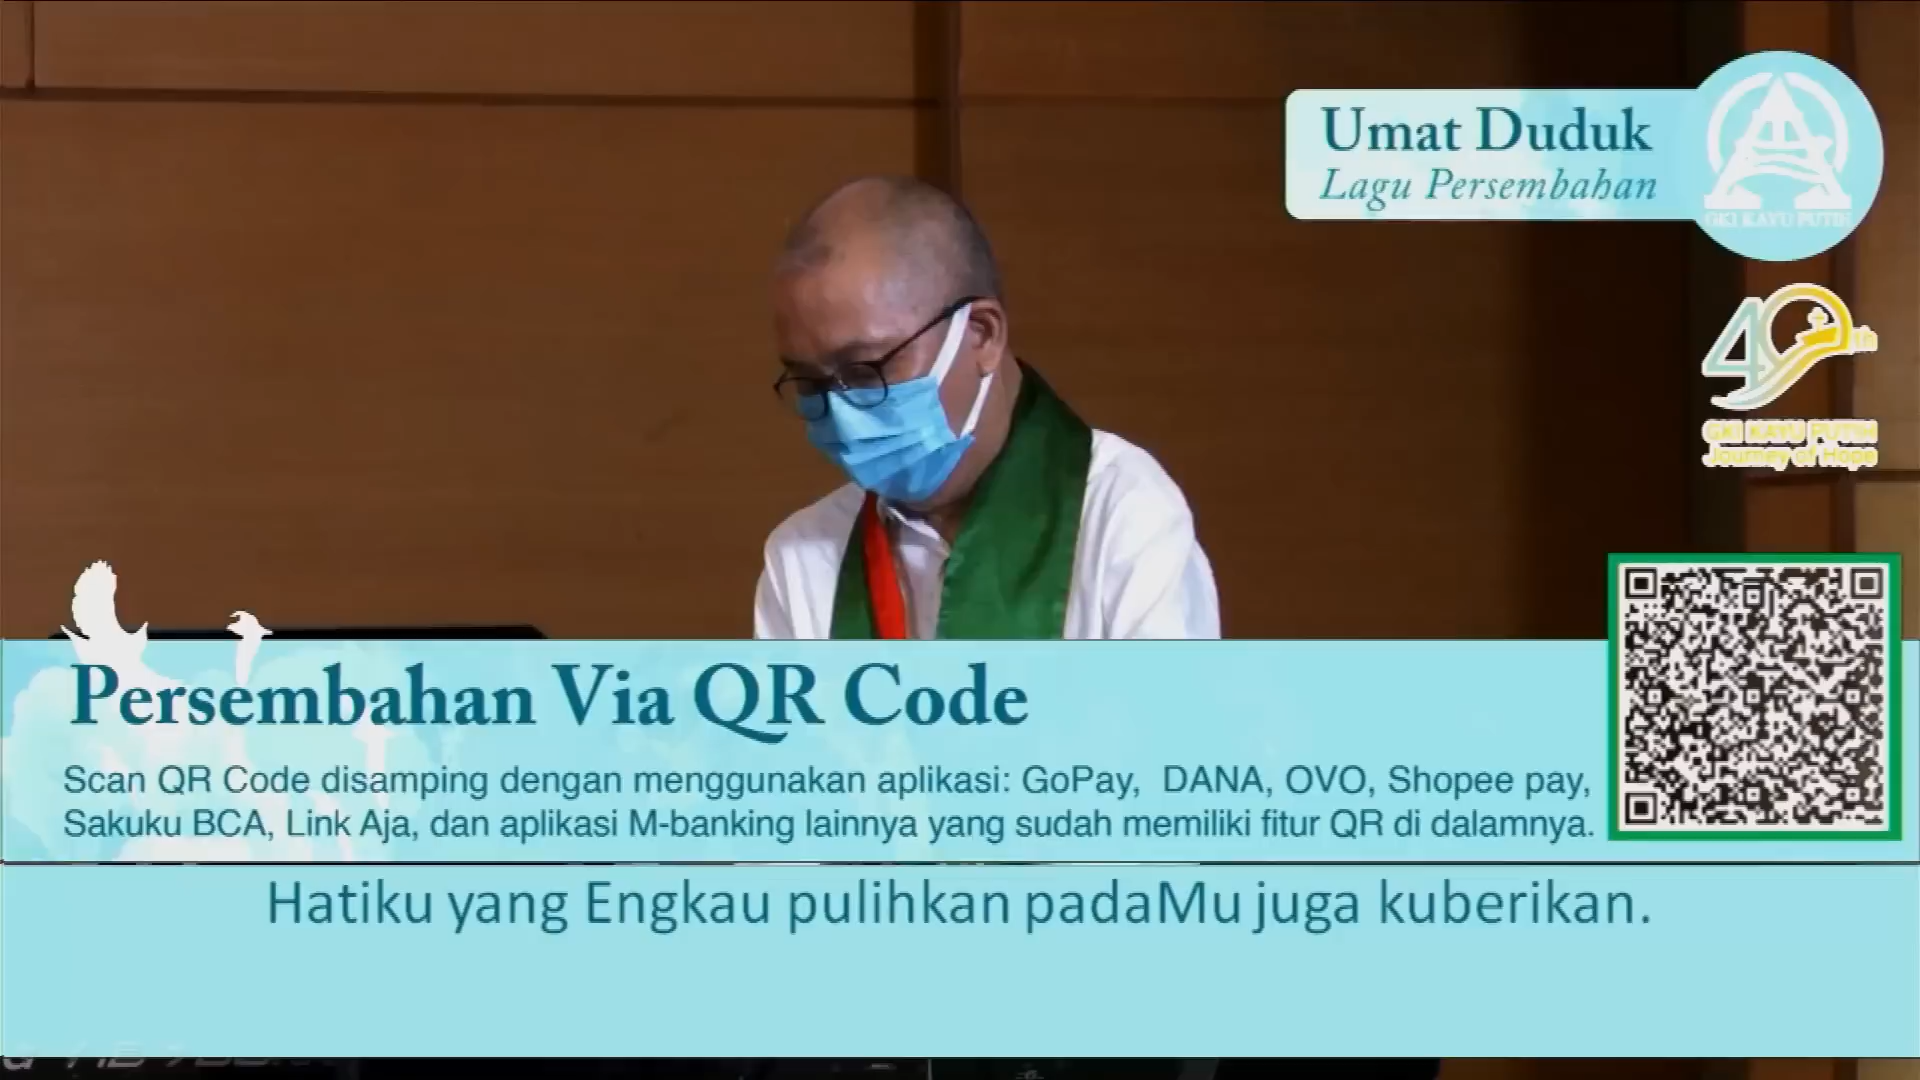 Umat Duduk
Lagu Persembahan
GKI KAYU PUTIH
40th
GKI KAYU PUTIH
Journey of Hope
Persembahan Via QR Code
Scan QR Code disamping dengan menggunakan aplikasi: GoPay, DANA, OVO, Shopee pay,
Sakuku BCA, Link Aja, dan aplikasi M-banking lainnya yang sudah memiliki fitur QR di dalamnya.
Hatiku yang Engkau pulihkan padaMu juga kuberikan.